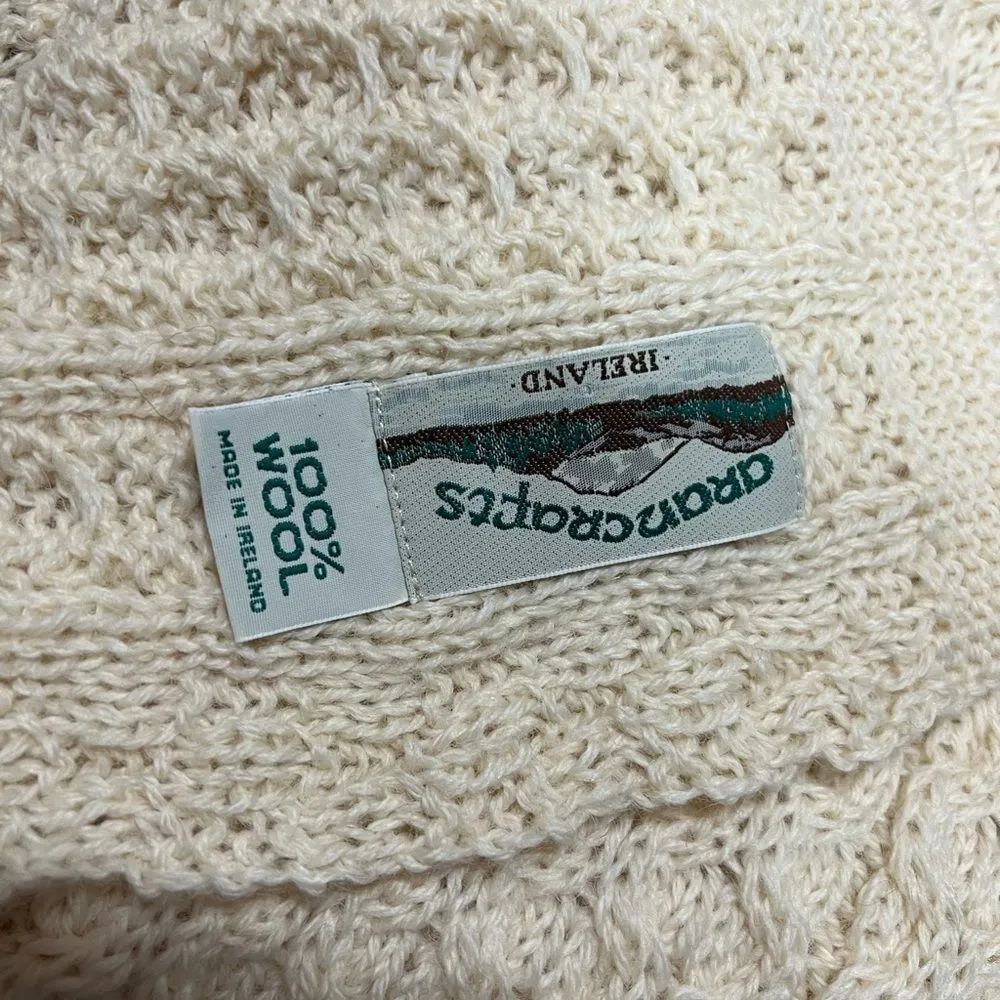 arancrafts
· IRELAND ·
100%
WOOL
MADE IN IRELAND